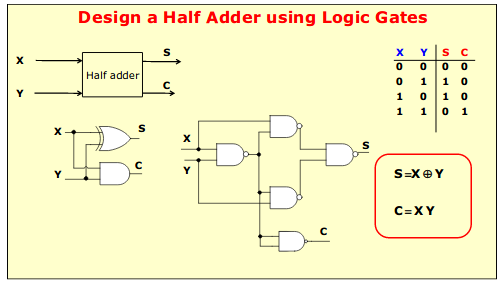 Design a Half Adder using Logic Gates
X
Y
Half adder
S
C
X Y S C
0 0 0 0
0 1 1 0
1 0 1 0
1 1 0 1
X
Y
S
C
X
Y
S
C
S=X⊕Y
C=X Y